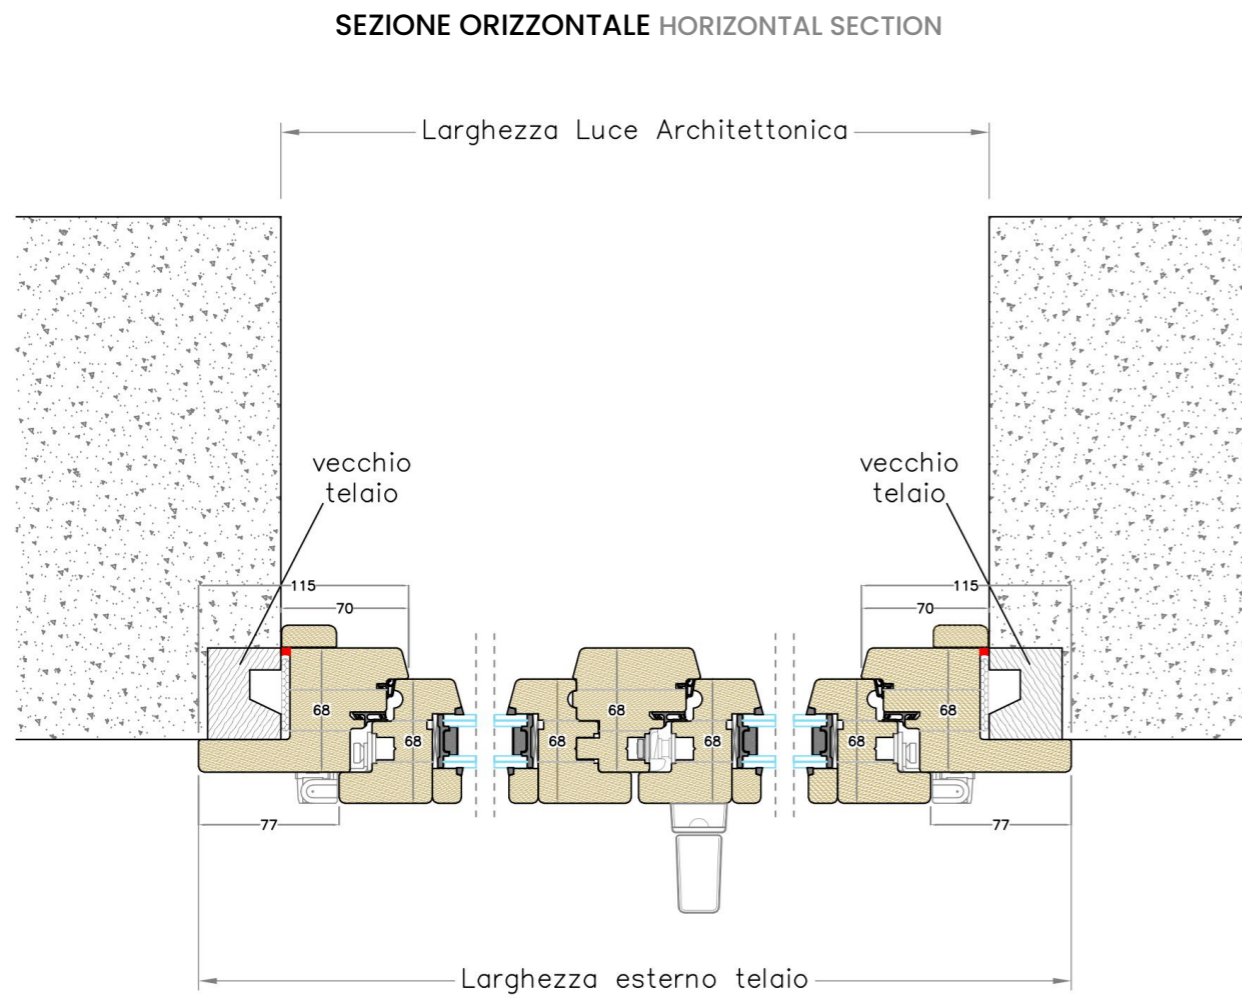 SEZIONE ORIZZONTALE HORIZONTAL SECTION
Larghezza Luce Architettonica
vecchio
telaio
vecchio
telaio
115
115
70
70
68
68
68
68
68
68
68
77
77
Larghezza esterno telaio